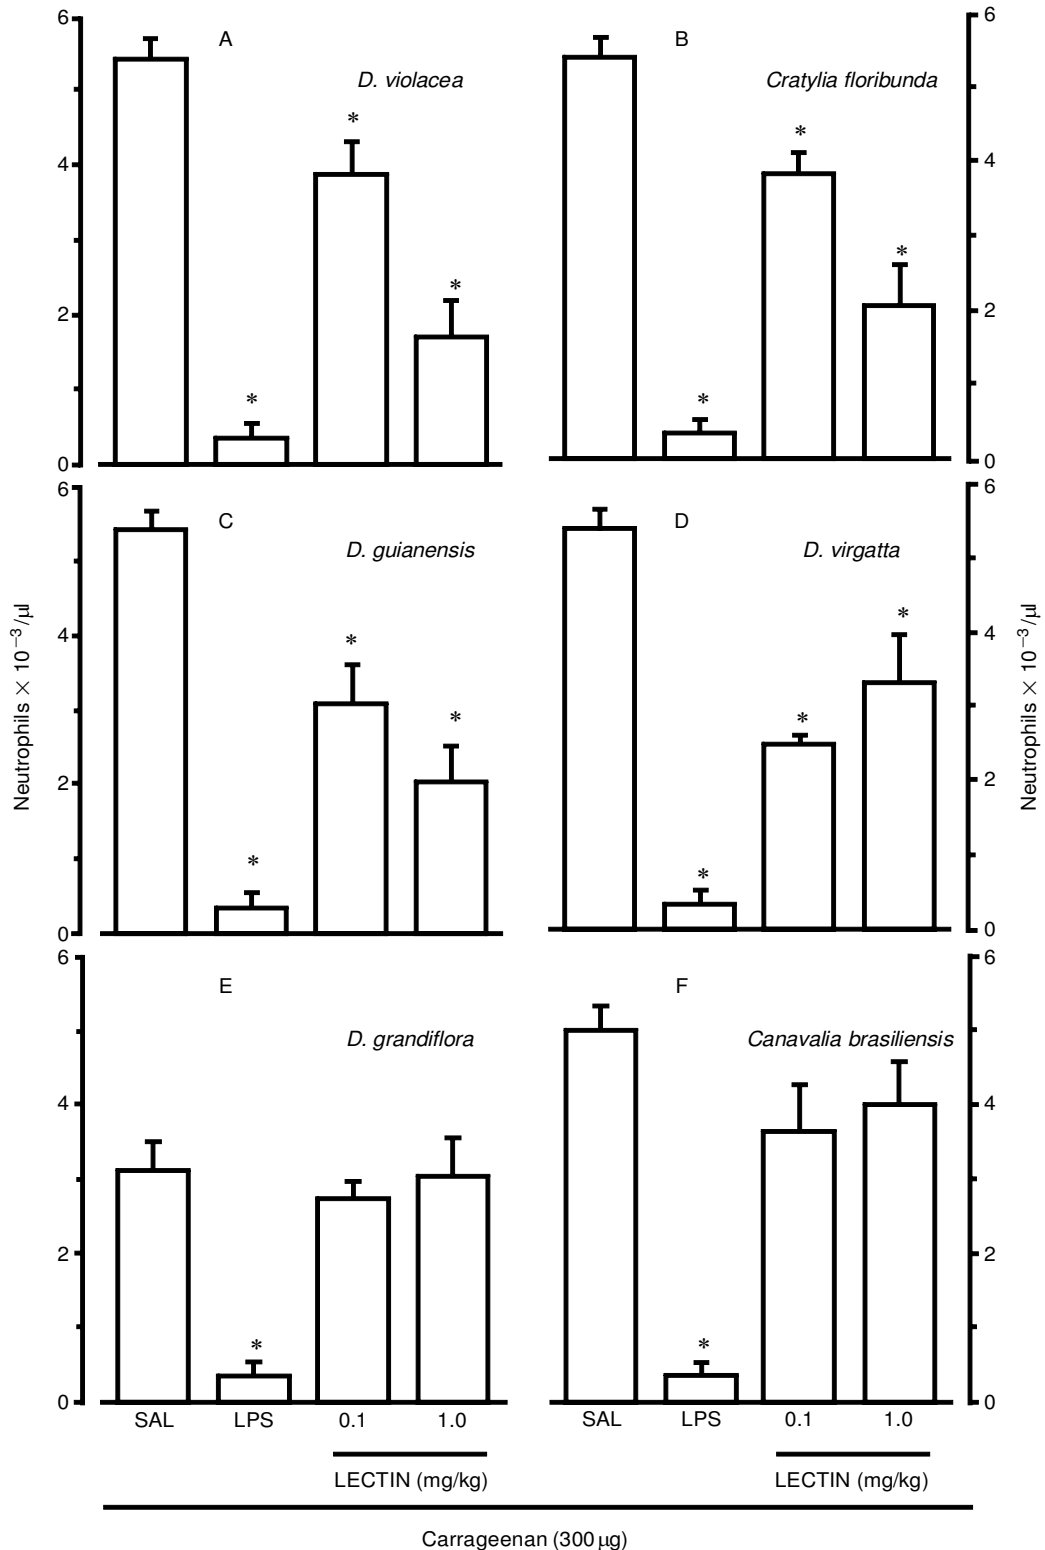 6
A
D. violacea
*
4
*
2
*
0
6
B
Cratylia floribunda
*
4
*
2
*
0
6
C
D. guianensis
*
4
*
2
*
0
6
D
D. virgatta
*
4
*
2
*
0
Neutrophils × 10⁻³/µl
Neutrophils × 10⁻³/µl
6
E
D. grandiflora
4
2
*
0
6
F
Canavalia brasiliensis
4
2
*
0
SAL LPS 0.1 1.0
SAL LPS 0.1 1.0
LECTIN (mg/kg)
LECTIN (mg/kg)
Carrageenan (300 µg)